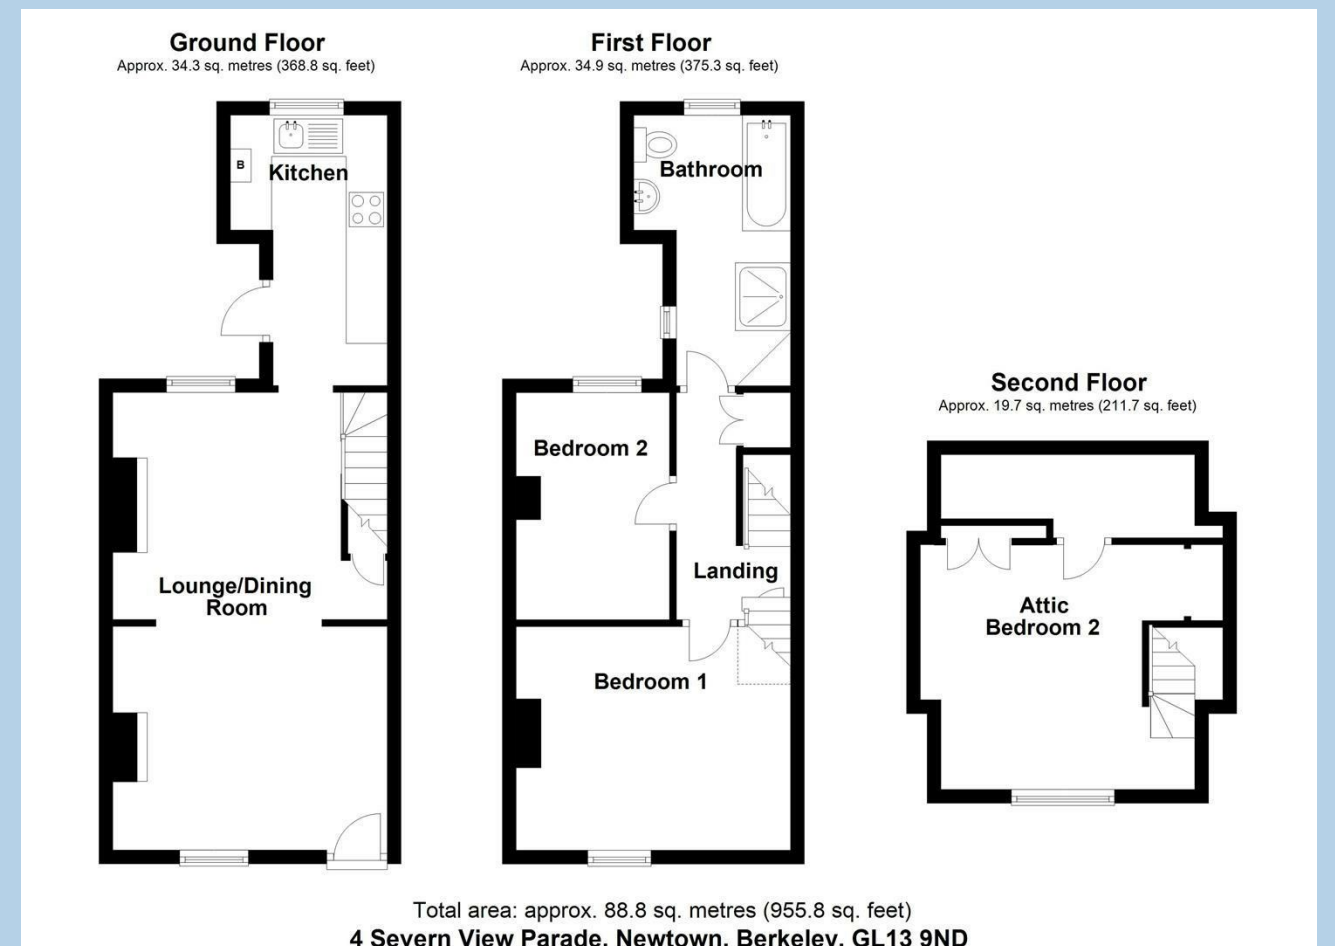 Ground Floor
Approx. 34.3 sq. metres (368.8 sq. feet)
First Floor
Approx. 34.9 sq. metres (375.3 sq. feet)
B
Kitchen
Bathroom
Second Floor
Approx. 19.7 sq. metres (211.7 sq. feet)
Bedroom 2
Lounge/Dining
Room
Landing
Attic
Bedroom 2
Bedroom 1
Total area: approx. 88.8 sq. metres (955.8 sq. feet)
4 Severn View Parade, Newtown, Berkeley, GL13 9ND